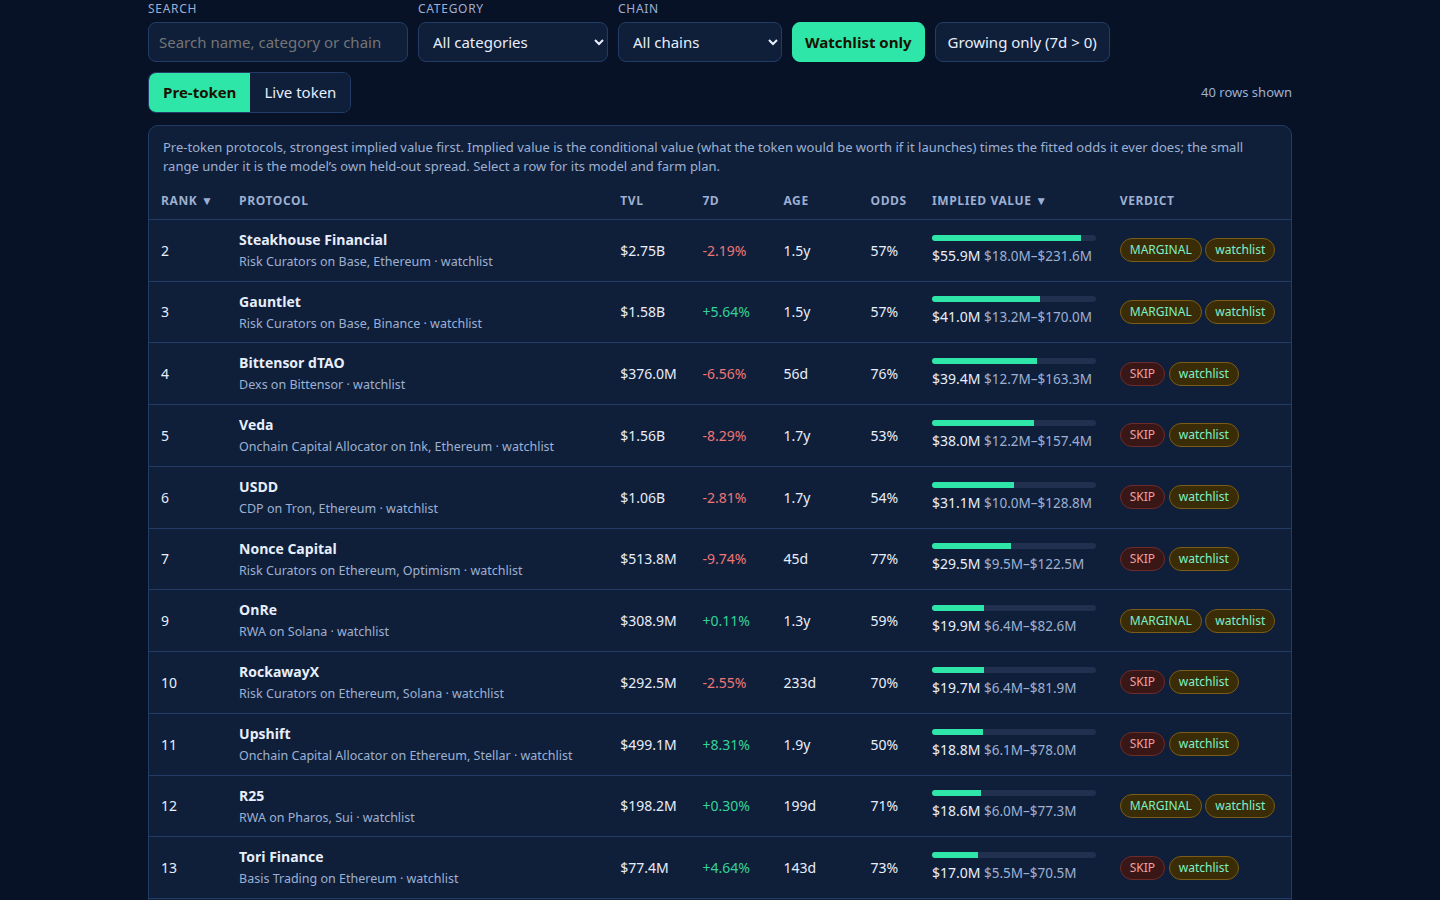 SEARCH
CATEGORY
CHAIN
Search name, category or chain
All categories
All chains
Watchlist only
Growing only (7d > 0)
Pre-token
Live token
40 rows shown
Pre-token protocols, strongest implied value first. Implied value is the conditional value (what the token would be worth if it launches) times the fitted odds it ever does; the small
range under it is the model's own held-out spread. Select a row for its model and farm plan.
RANK ▼ PROTOCOL TVL 7D AGE ODDS IMPLIED VALUE ▼ VERDICT
2 Steakhouse Financial $2.75B -2.19% 1.5y 57% $55.9M $18.0M–$231.6M MARGINAL watchlist
Risk Curators on Base, Ethereum · watchlist
3 Gauntlet $1.58B +5.64% 1.5y 57% $41.0M $13.2M–$170.0M MARGINAL watchlist
Risk Curators on Base, Binance · watchlist
4 Bittensor dTAO $376.0M -6.56% 56d 76% $39.4M $12.7M–$163.3M SKIP watchlist
Dexs on Bittensor · watchlist
5 Veda $1.56B -8.29% 1.7y 53% $38.0M $12.2M–$157.4M SKIP watchlist
Onchain Capital Allocator on Ink, Ethereum · watchlist
6 USDD $1.06B -2.81% 1.7y 54% $31.1M $10.0M–$128.8M SKIP watchlist
CDP on Tron, Ethereum · watchlist
7 Nonce Capital $513.8M -9.74% 45d 77% $29.5M $9.5M–$122.5M SKIP watchlist
Risk Curators on Ethereum, Optimism · watchlist
9 OnRe $308.9M +0.11% 1.3y 59% $19.9M $6.4M–$82.6M MARGINAL watchlist
RWA on Solana · watchlist
10 RockawayX $292.5M -2.55% 233d 70% $19.7M $6.4M–$81.9M SKIP watchlist
Risk Curators on Ethereum, Solana · watchlist
11 Upshift $499.1M +8.31% 1.9y 50% $18.8M $6.1M–$78.0M SKIP watchlist
Onchain Capital Allocator on Ethereum, Stellar · watchlist
12 R25 $198.2M +0.30% 199d 71% $18.6M $6.0M–$77.3M MARGINAL watchlist
RWA on Pharos, Sui · watchlist
13 Tori Finance $77.4M +4.64% 143d 73% $17.0M $5.5M–$70.5M SKIP watchlist
Basis Trading on Ethereum · watchlist